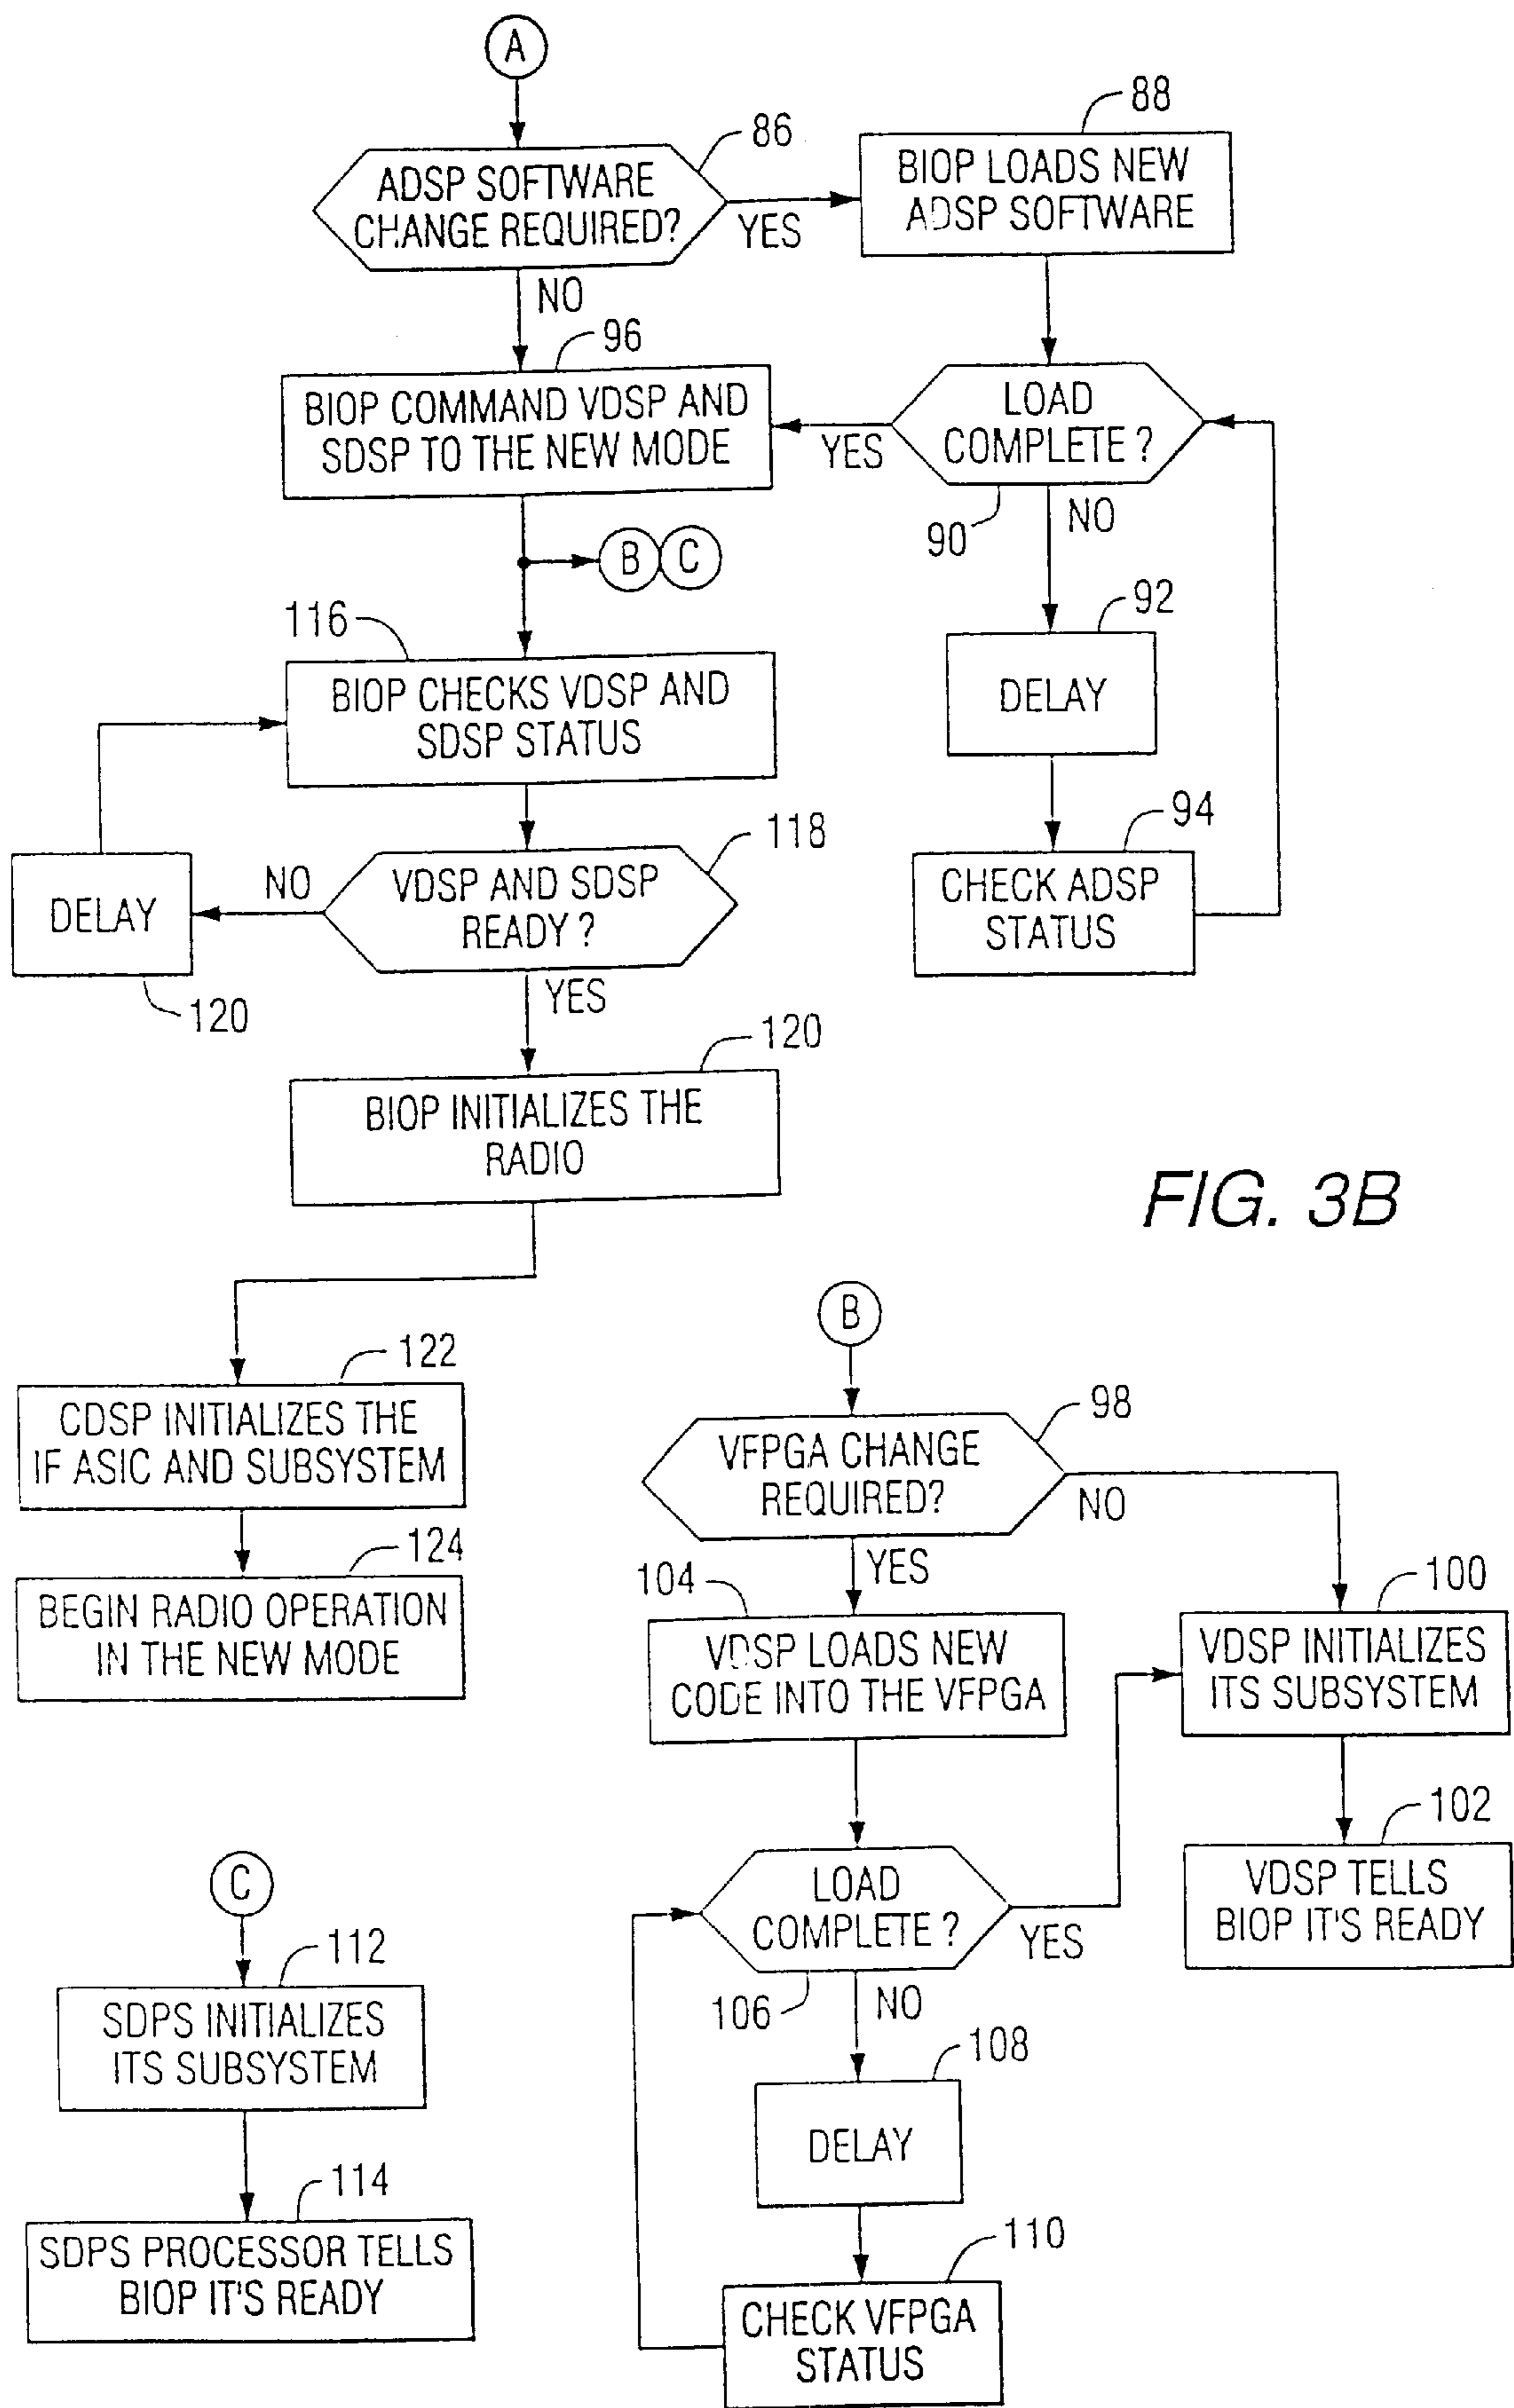 A
86
ADSP SOFTWARE
CHANGE REQUIRED?
YES
NO
88
BIOP LOADS NEW
ADSP SOFTWARE
96
BIOP COMMAND VDSP AND
SDSP TO THE NEW MODE
YES
LOAD
COMPLETE ?
90
NO
B
C
92
DELAY
116
BIOP CHECKS VDSP AND
SDSP STATUS
94
CHECK ADSP
STATUS
118
VDSP AND SDSP
READY ?
NO
DELAY
120
YES
120
BIOP INITIALIZES THE
RADIO
FIG. 3B
122
CDSP INITIALIZES THE
IF ASIC AND SUBSYSTEM
124
BEGIN RADIO OPERATION
IN THE NEW MODE
B
98
VFPGA CHANGE
REQUIRED?
NO
YES
104
VDSP LOADS NEW
CODE INTO THE VFPGA
100
VDSP INITIALIZES
ITS SUBSYSTEM
102
VDSP TELLS
BIOP IT'S READY
LOAD
COMPLETE ?
YES
106
NO
108
DELAY
110
CHECK VFPGA
STATUS
C
112
SDPS INITIALIZES
ITS SUBSYSTEM
114
SDPS PROCESSOR TELLS
BIOP IT'S READY